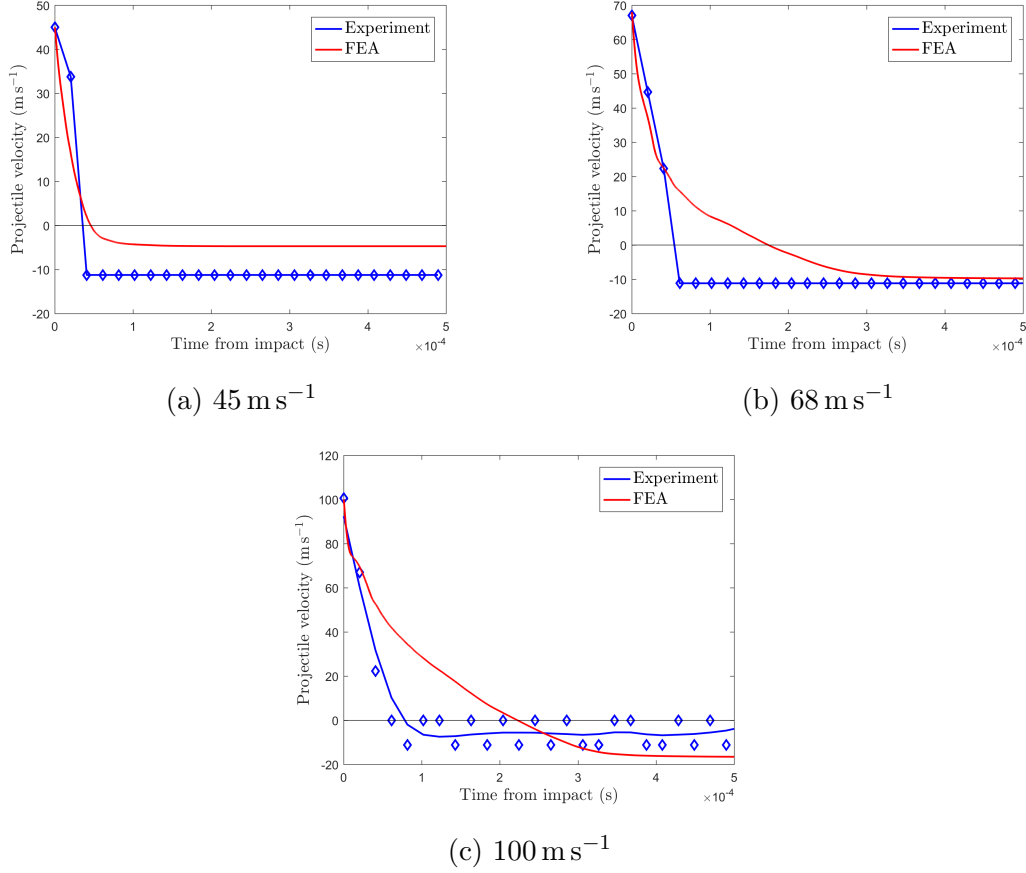 50
40
30
20
10
0
-10
-20
0 1 2 3 4 5
×10⁻⁴
Projectile velocity (m s⁻¹)
Time from impact (s)
Experiment
FEA
(a) 45 m s⁻¹
70
60
50
40
30
20
10
0
-10
-20
0 1 2 3 4 5
×10⁻⁴
Projectile velocity (m s⁻¹)
Time from impact (s)
Experiment
FEA
(b) 68 m s⁻¹
120
100
80
60
40
20
0
-20
0 1 2 3 4 5
×10⁻⁴
Projectile velocity (m s⁻¹)
Time from impact (s)
Experiment
FEA
(c) 100 m s⁻¹